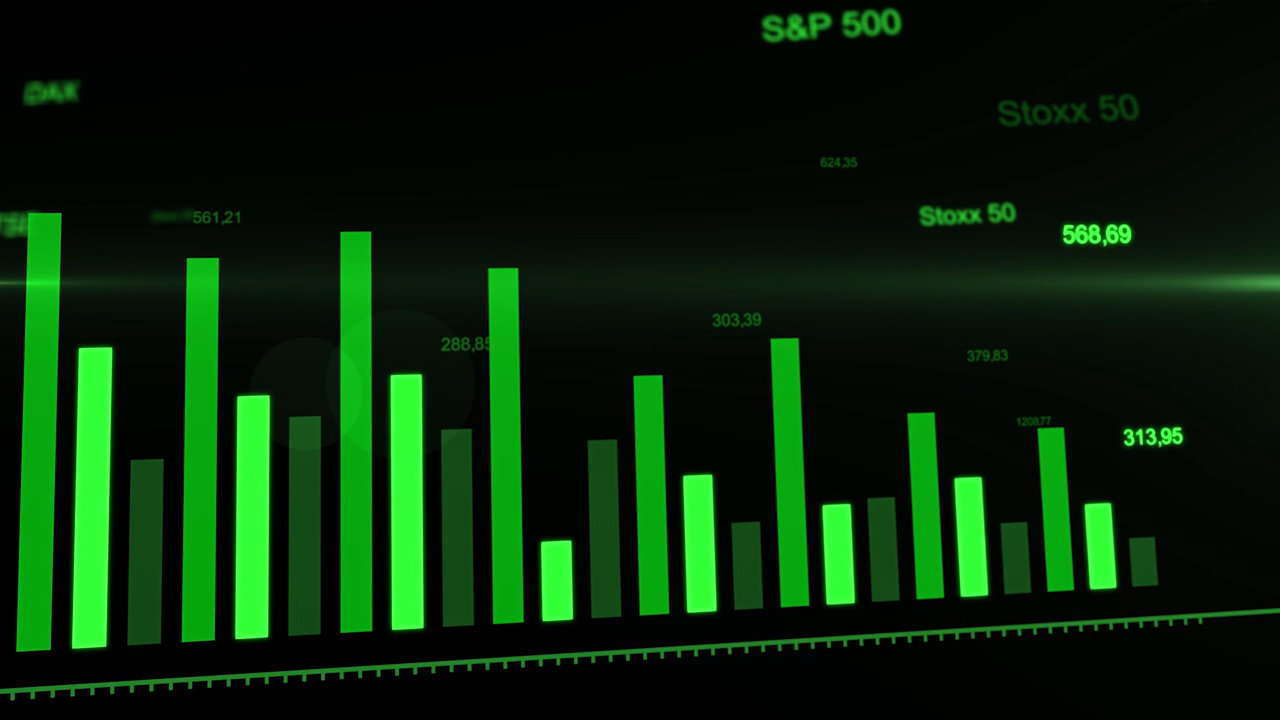 S&P 500
DAX
Stoxx 50
624,35
Stoxx 50
561,21
568,69
303,39
288,85
379,83
1208,77
313,95